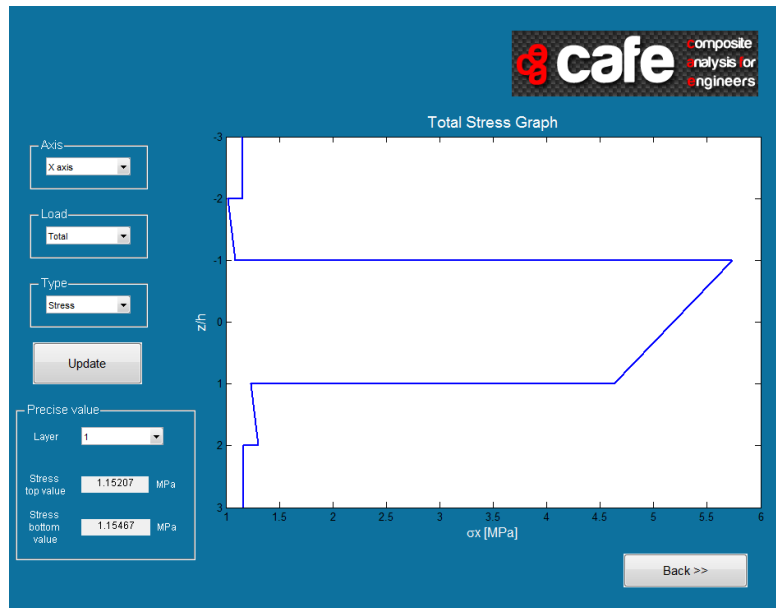 cafe
composite
analysis for
engineers
Total Stress Graph
Axis
X axis
Load
Total
Type
Stress
Update
Precise value
Layer 1
Stress
top value 1.15207 MPa
Stress
bottom
value 1.15467 MPa
z/h
-3
-2
-1
0
1
2
3
1 1.5 2 2.5 3 3.5 4 4.5 5 5.5 6
σx [MPa]
Back >>